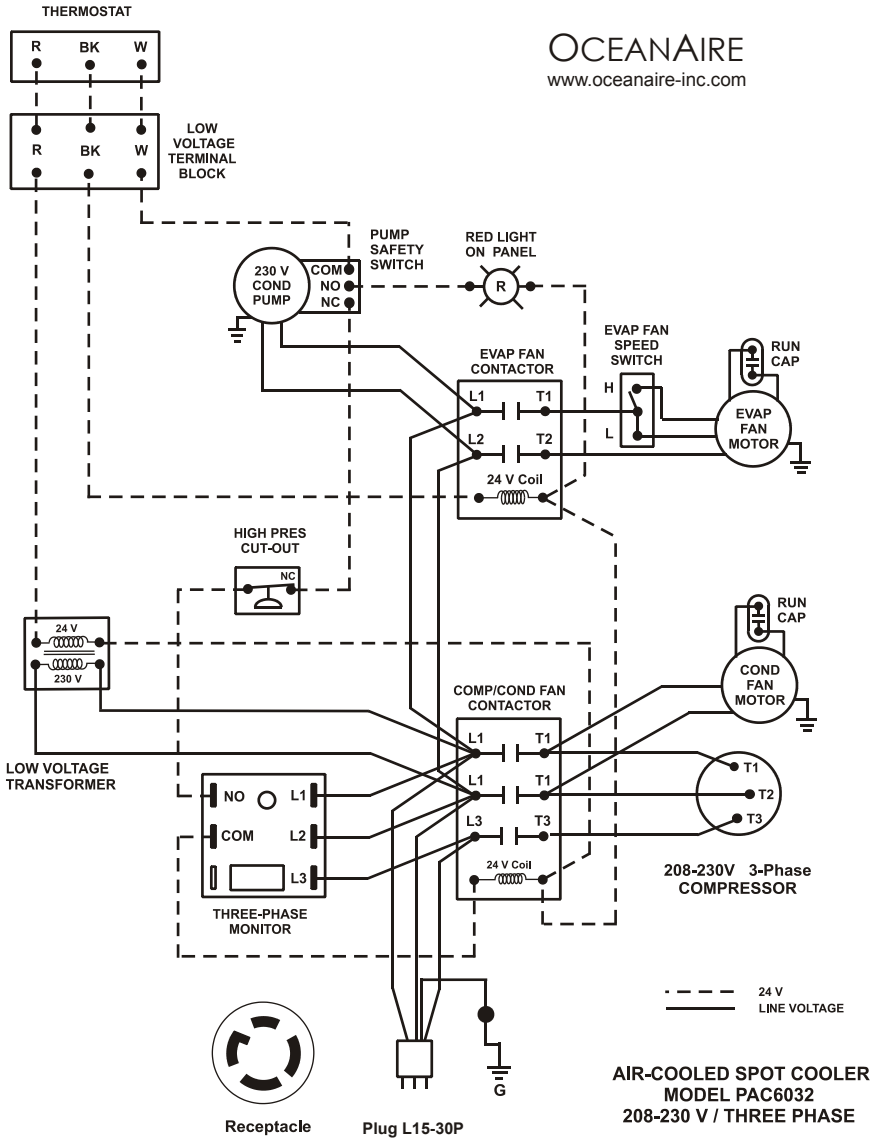 THERMOSTAT
R BK W
OCEANAIRE
www.oceanaire-inc.com
R BK W
LOW
VOLTAGE
TERMINAL
BLOCK
PUMP
SAFETY
SWITCH
RED LIGHT
ON PANEL
230 V
COND
PUMP
COM
NO
NC
R
EVAP FAN
CONTACTOR
L1 T1
L2 T2
24 V Coil
EVAP FAN
SPEED
SWITCH
H
L
RUN
CAP
EVAP
FAN
MOTOR
HIGH PRES
CUT-OUT
NC
24 V
230 V
LOW VOLTAGE
TRANSFORMER
COMP/COND FAN
CONTACTOR
L1 T1
L1 T1
L3 T3
24 V Coil
RUN
CAP
COND
FAN
MOTOR
T1
T2
T3
208-230V 3-Phase
COMPRESSOR
NO L1
COM L2
L3
THREE-PHASE
MONITOR
24 V
LINE VOLTAGE
G
Receptacle
Plug L15-30P
AIR-COOLED SPOT COOLER
MODEL PAC6032
208-230 V / THREE PHASE